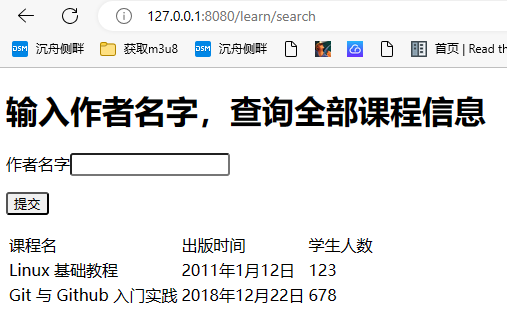 127.0.0.1:8080/learn/search
DSM 沉舟侧畔 获取m3u8 DSM 沉舟侧畔 首页 | Read th
输入作者名字，查询全部课程信息
作者名字
提交
课程名 出版时间 学生人数
Linux 基础教程 2011年1月12日 123
Git 与 Github 入门实践 2018年12月22日 678